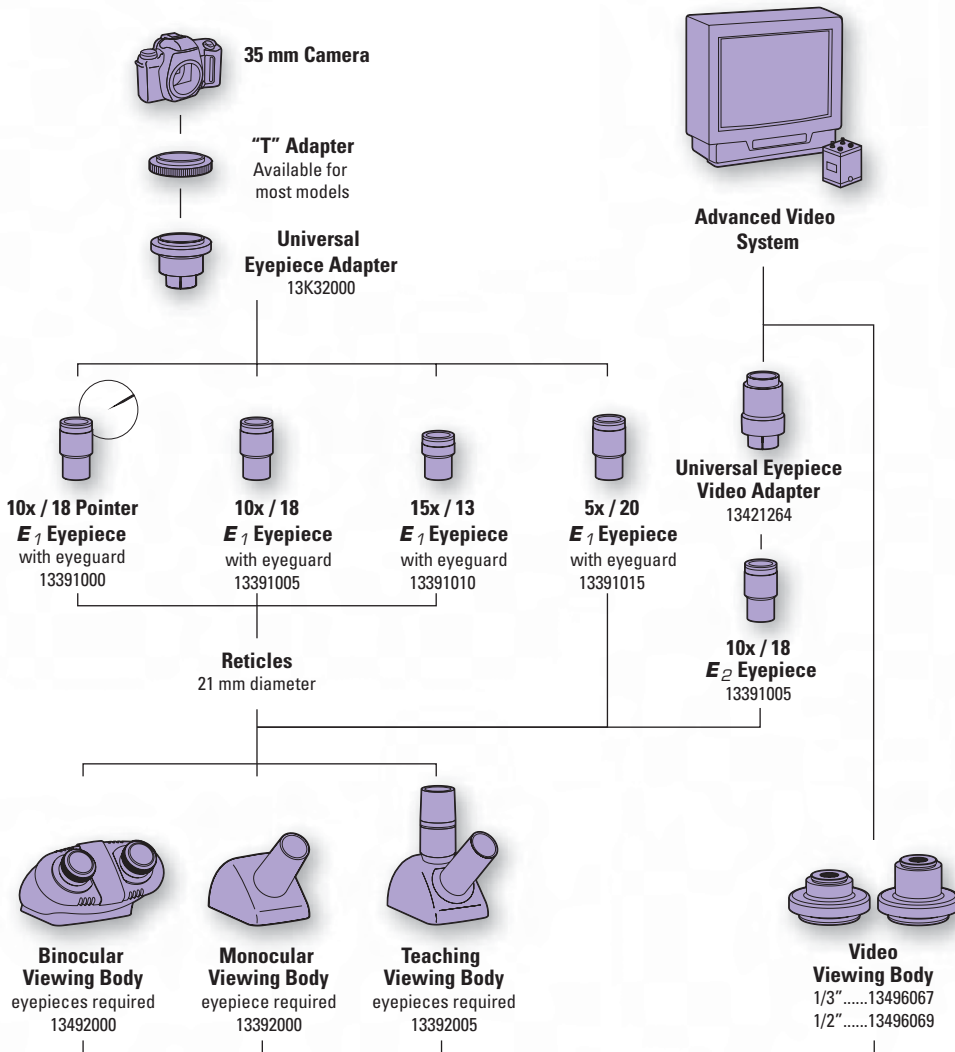 35 mm Camera
"T" Adapter
Available for
most models
Universal
Eyepiece Adapter
13K32000
Advanced Video
System
10x / 18 Pointer
E1 Eyepiece
with eyeguard
13391000
10x / 18
E1 Eyepiece
with eyeguard
13391005
15x / 13
E1 Eyepiece
with eyeguard
13391010
5x / 20
E1 Eyepiece
with eyeguard
13391015
Universal Eyepiece
Video Adapter
13421264
10x / 18
E2 Eyepiece
13391005
Reticles
21 mm diameter
Binocular
Viewing Body
eyepieces required
13492000
Monocular
Viewing Body
eyepiece required
13392000
Teaching
Viewing Body
eyepieces required
13392005
Video
Viewing Body
1/3"......13496067
1/2"......13496069